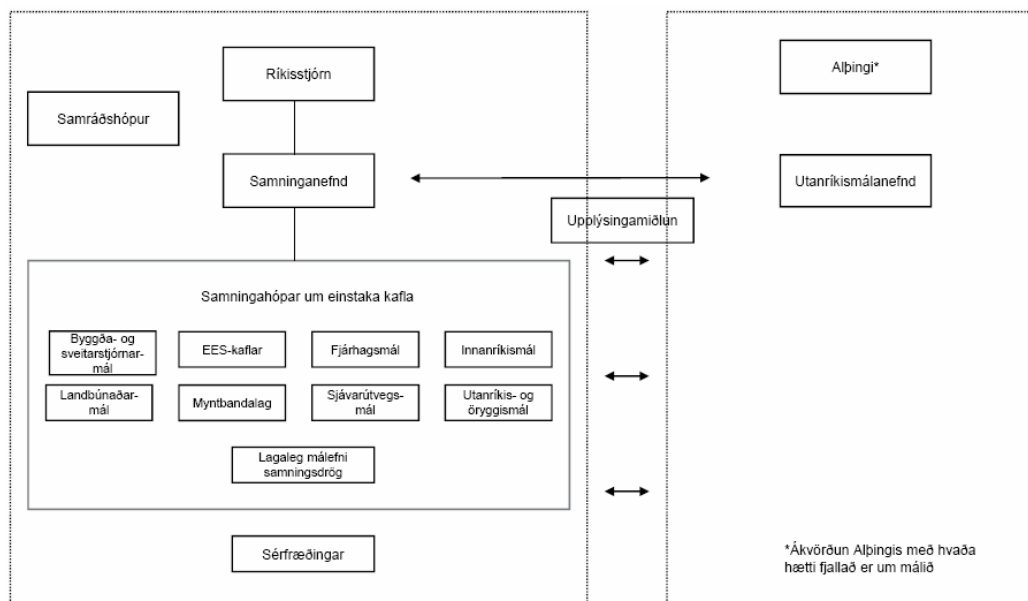 Ríkisstjórn
Alþingi*
Samráðshópur
Samninganefnd
Utanríkismálanefnd
Upplýsingamiðlun
Samningahópar um einstaka kafla
Byggða- og
sveitarstjórnar-
mál
EES-kaflar
Fjárhagsmál
Innanríkismál
Landbúnaðar-
mál
Myntbandalag
Sjávarútvegs-
mál
Utanríkis- og
öryggismál
Lagaleg málefni
samningsdrög
Sérfræðingar
*Ákvörðun Alþingis með hvaða
hætti fjallað er um málið